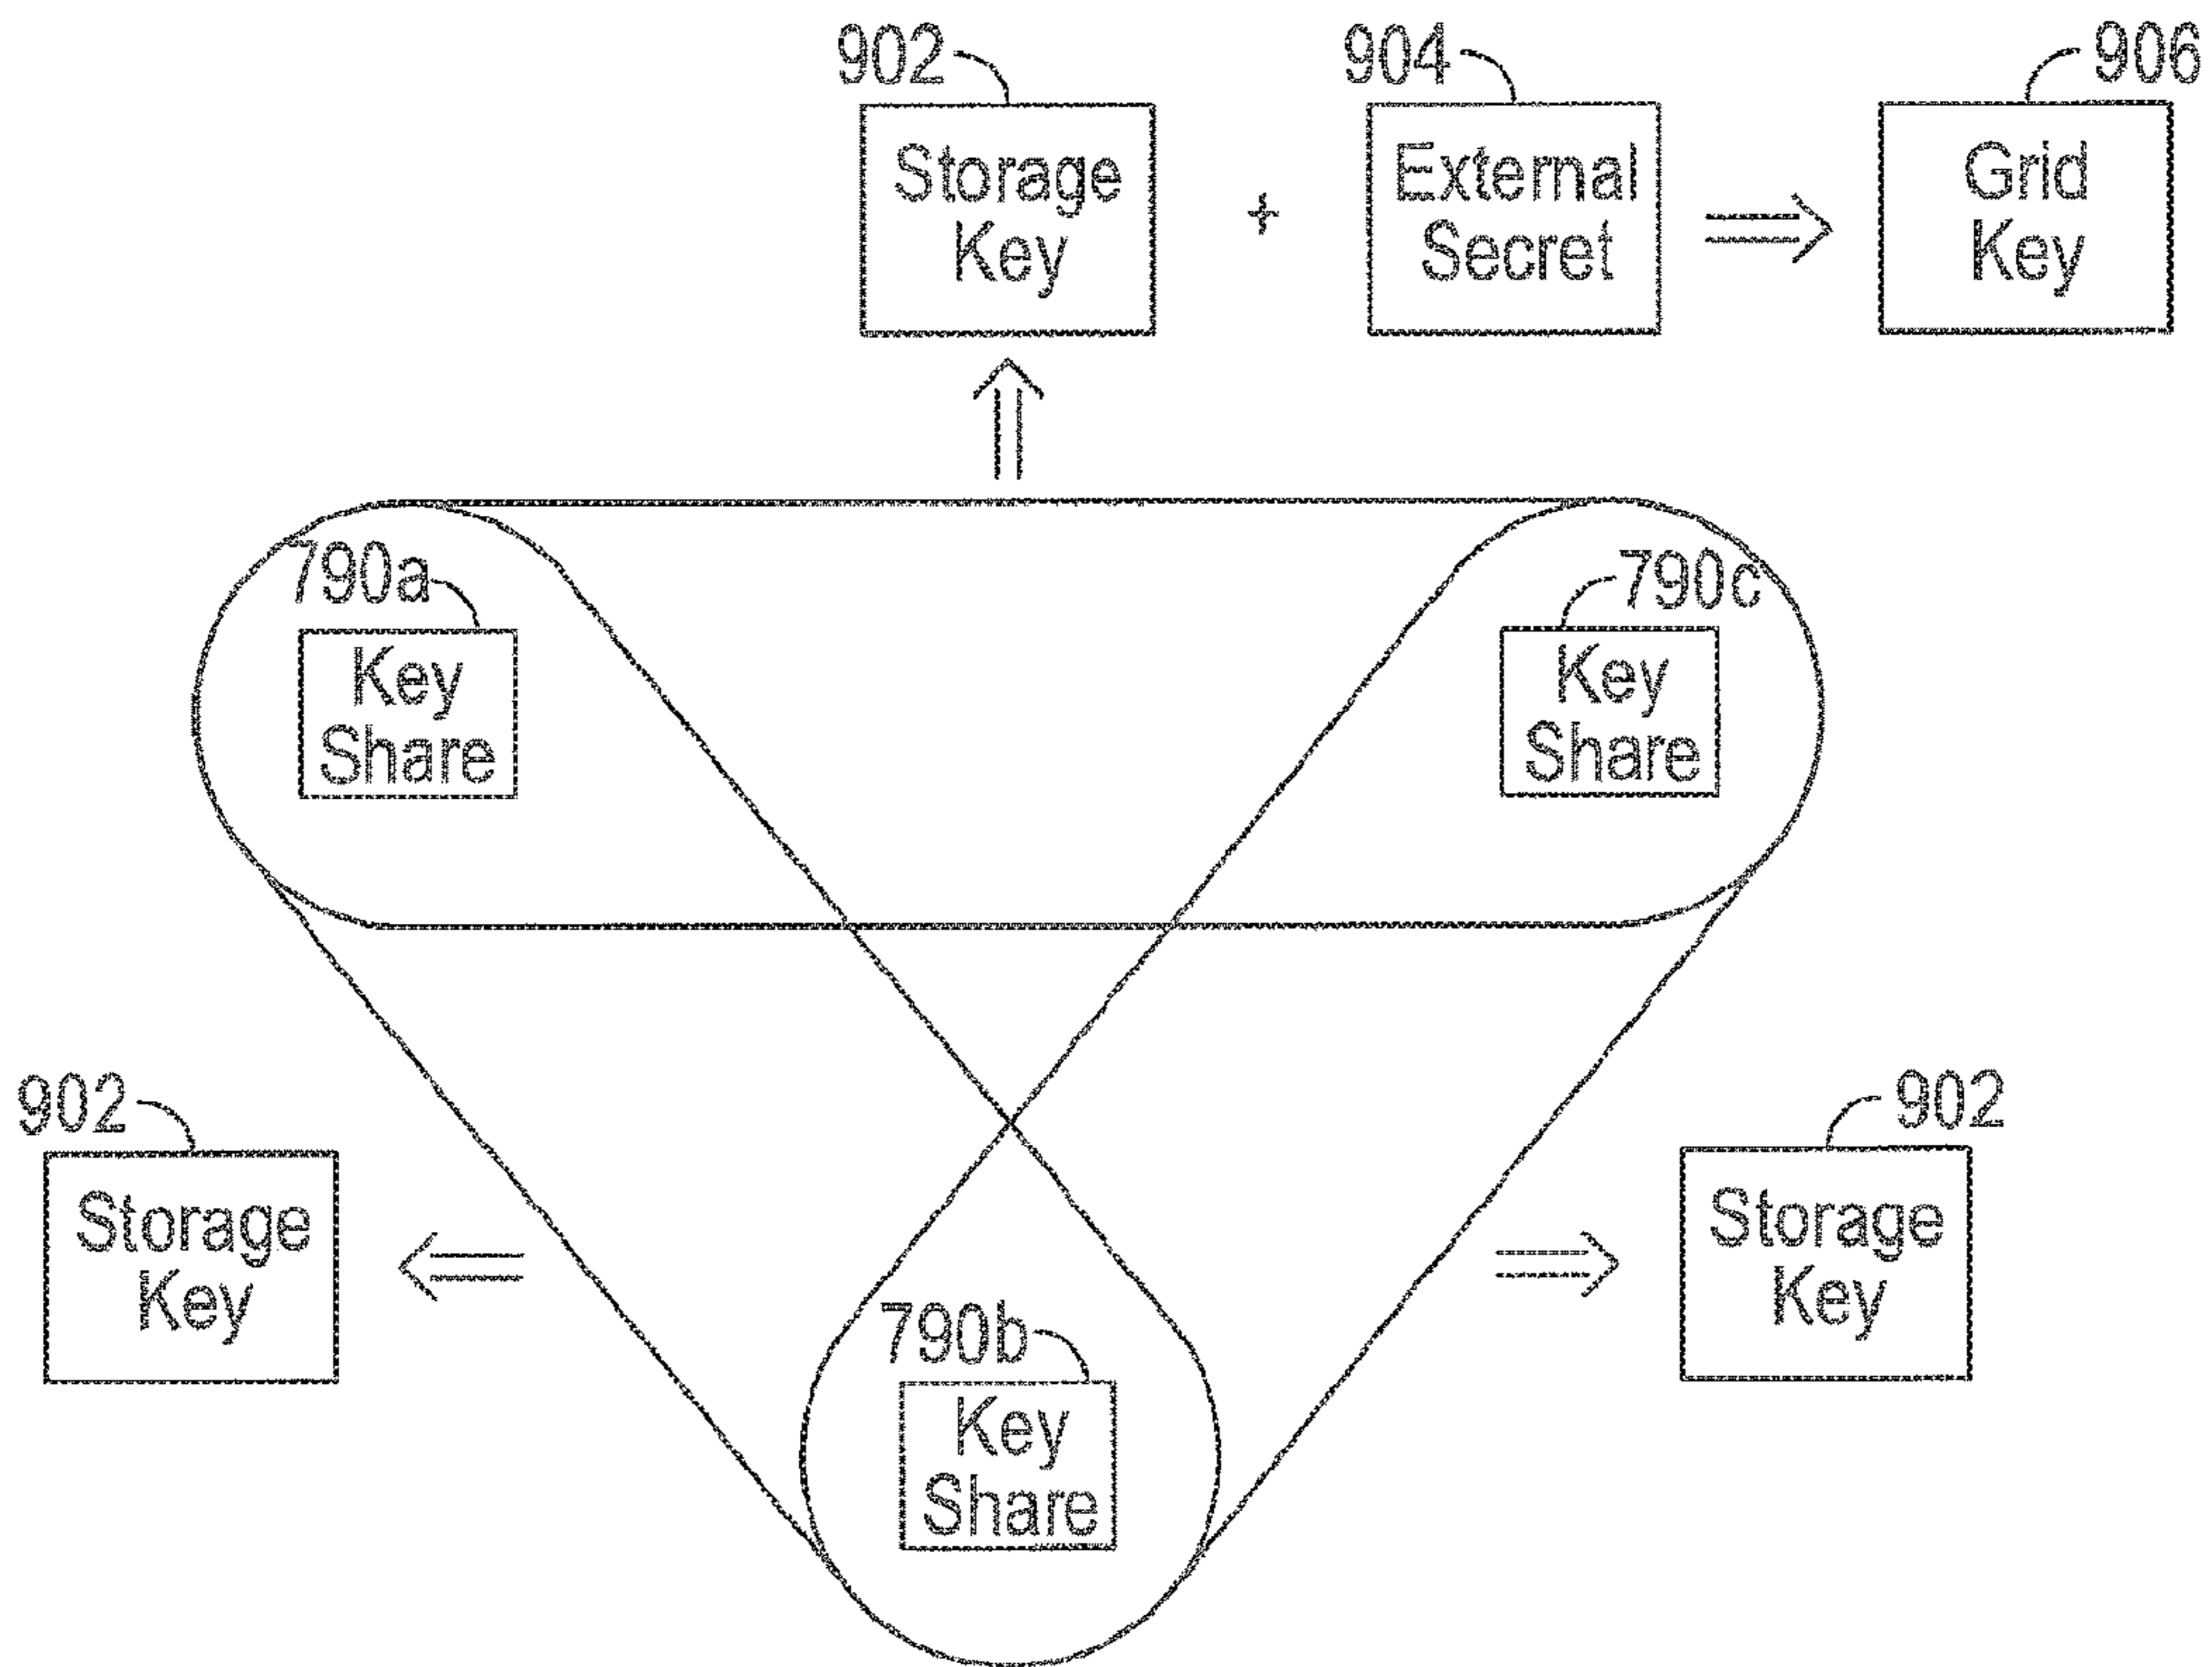 902
904
906
Storage
Key
+
External
Secret
Grid
Key
790a
790c
Key
Share
Key
Share
902
902
Storage
Key
Storage
Key
790b
Key
Share